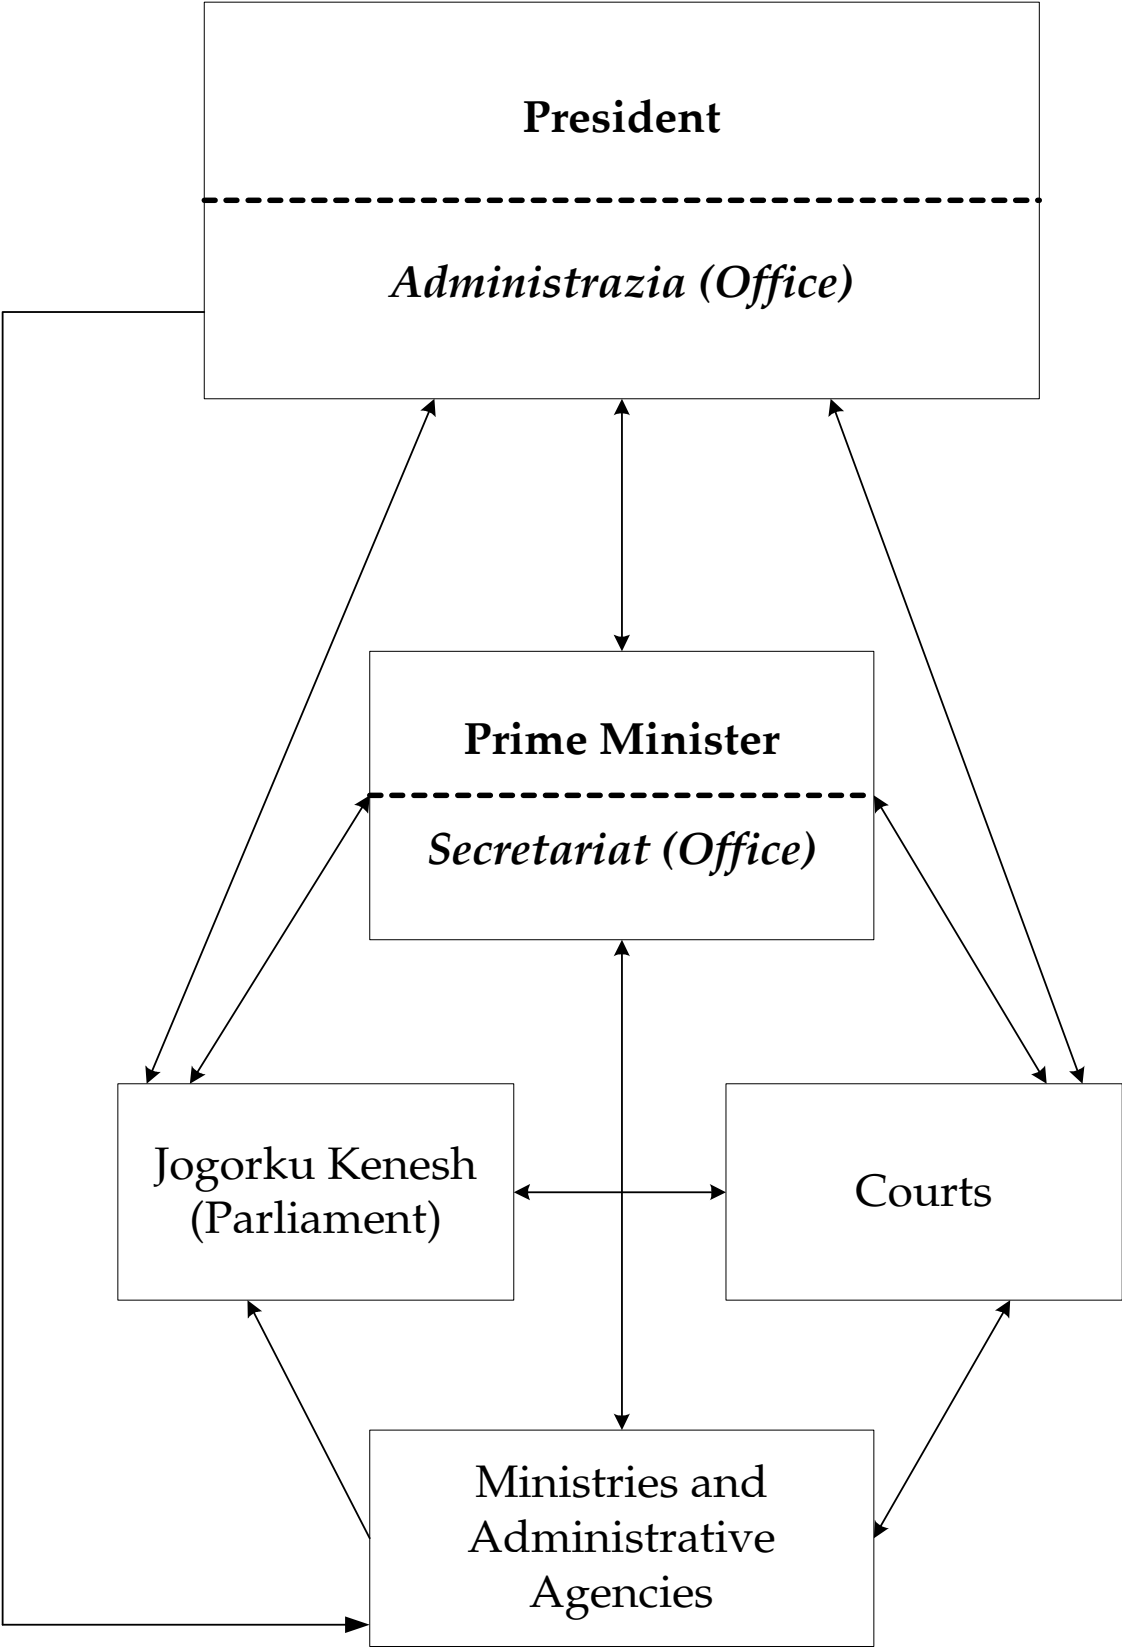 President
Administrazia (Office)
Prime Minister
Secretariat (Office)
Jogorku Kenesh
(Parliament)
Courts
Ministries and
Administrative
Agencies